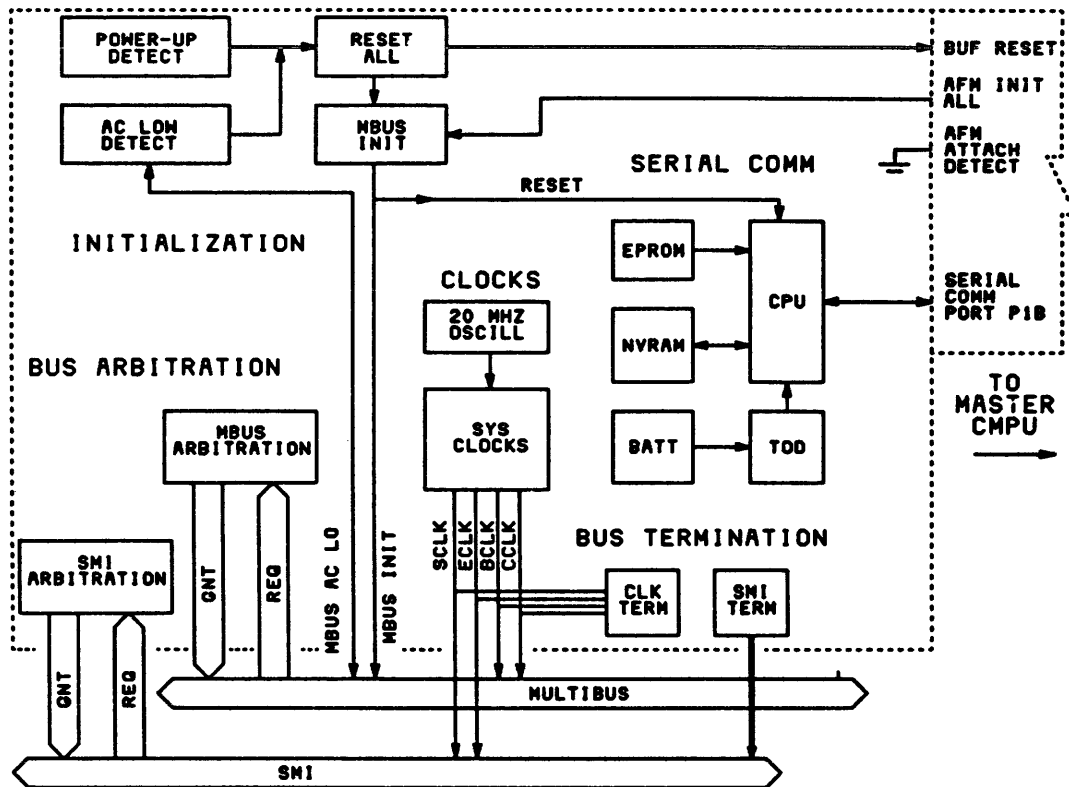 POWER-UP
DETECT
RESET
ALL
BUF RESET
AFM INIT
ALL
AC LOW
DETECT
MBUS
INIT
AFM
ATTACH
DETECT
SERIAL COMM
RESET
INITIALIZATION
EPROM
CPU
CLOCKS
20 MHZ
OSCILL
SERIAL
COMM
PORT P1B
NVRAM
BUS ARBITRATION
TO
MASTER
CMPU
MBUS
ARBITRATION
SYS
CLOCKS
BATT
TOD
BUS TERMINATION
SCLK
ECLK
BCLK
CCLK
MBUS AC LO
MBUS INIT
SMI
ARBITRATION
GNT
REQ
CLK
TERM
SMI
TERM
GNT
REQ
MULTIBUS
SMI